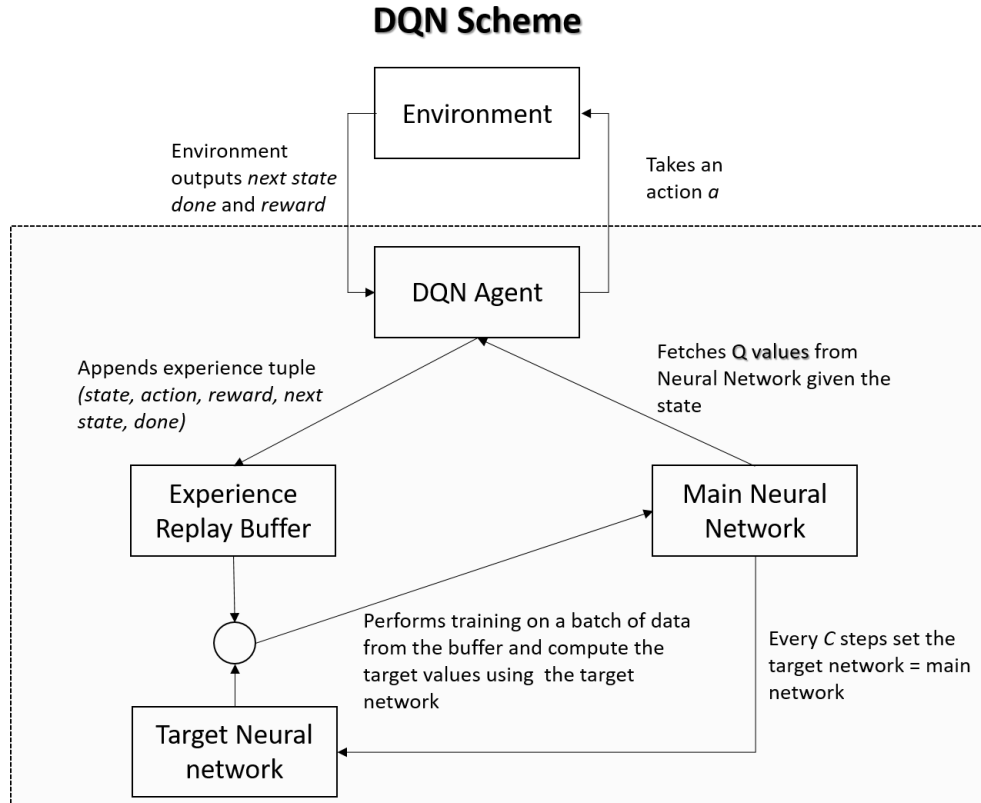 DQN Scheme
Environment
Environment
outputs next state
done and reward
Takes an
action a
DQN Agent
Appends experience tuple
(state, action, reward, next
state, done)
Fetches Q values from
Neural Network given the
state
Experience
Replay Buffer
Main Neural
Network
Performs training on a batch of data
from the buffer and compute the
target values using  the target
network
Every C steps set the
target network = main
network
Target Neural
network